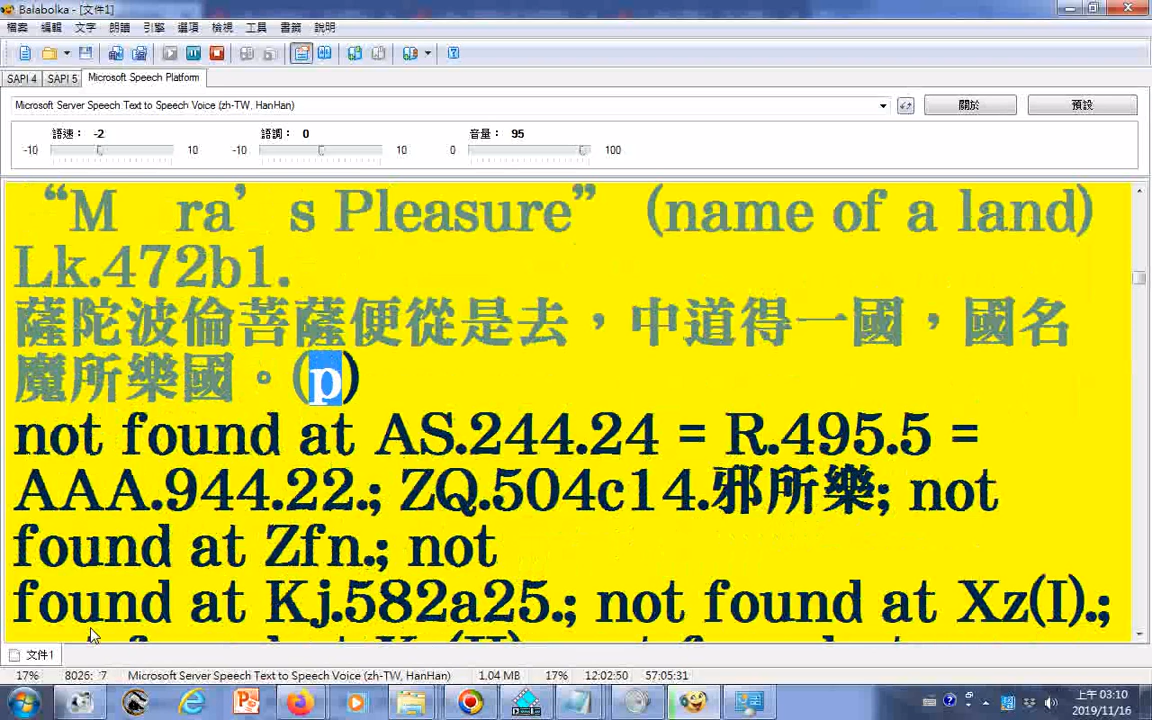 Balabolka - [文件1]
檔案 編輯 文字 朗讀 引擎 選項 檢視 工具 書籤 說明
SAPI 4 SAPI 5 Microsoft Speech Platform
Microsoft Server Speech Text to Speech Voice (zh-TW, HanHan) 關於 預設
語速： -2 語調： 0 音量： 95
-10 10 -10 10 0 100
“M ra’s Pleasure” (name of a land)
Lk.472b1.
薩陀波倫菩薩便從是去，中道得一國，國名
魔所樂國。(p)
not found at AS.244.24 = R.495.5 =
AAA.944.22.; ZQ.504c14.邪所樂; not
found at Zfn.; not
found at Kj.582a25.; not found at Xz(I).;
文件1
17% 8026: 7 Microsoft Server Speech Text to Speech Voice (zh-TW, HanHan) 1.04 MB 17% 12:02:50 57:05:31
上午 03:10
2019/11/16